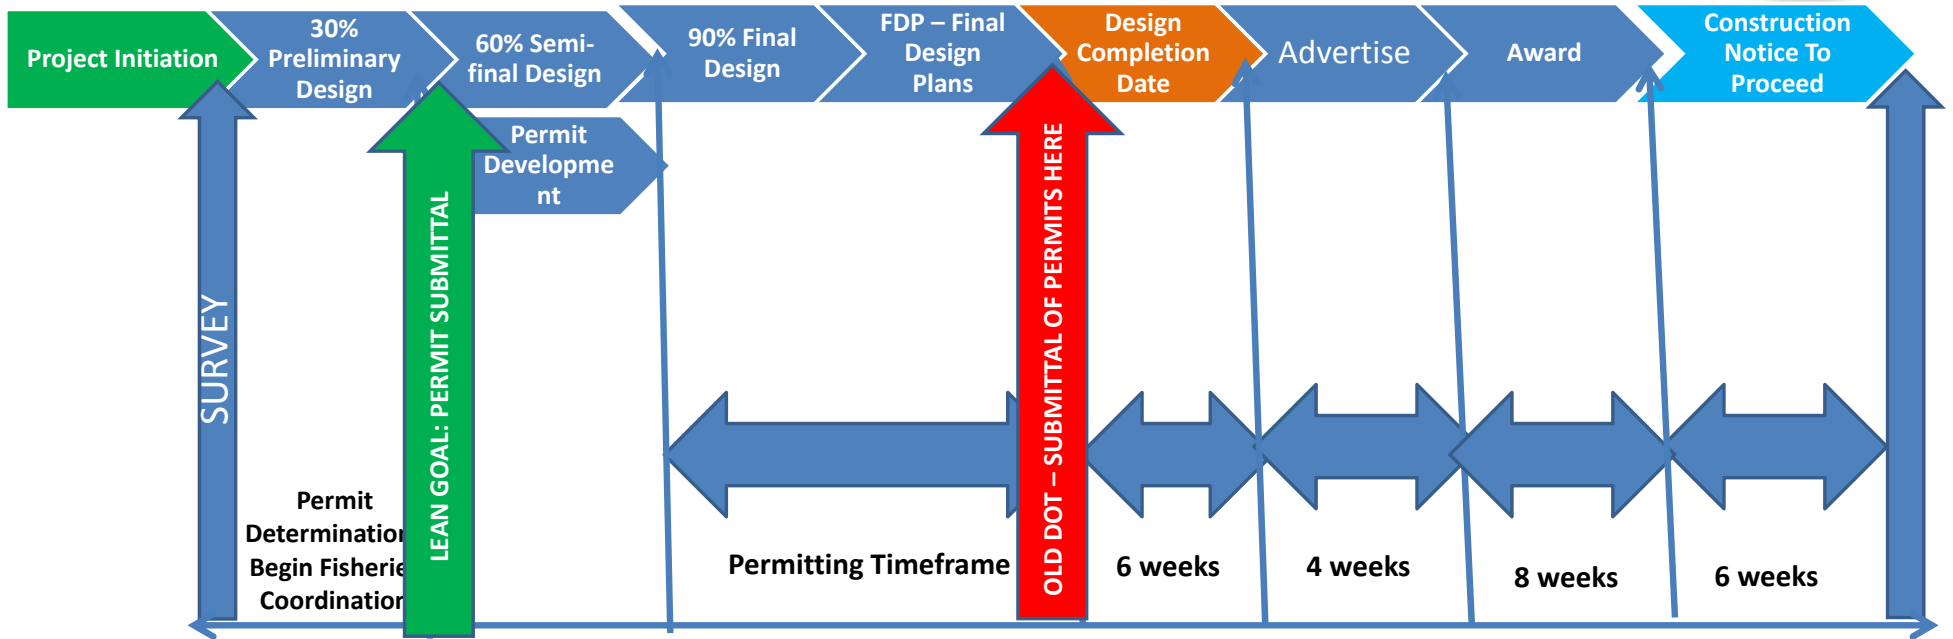 Project Initiation
30%
Preliminary
Design
60% Semi-
final Design
90% Final
Design
FDP – Final
Design
Plans
Design
Completion
Date
Advertise
Award
Construction
Notice To
Proceed
Permit
Developme
nt
SURVEY
LEAN GOAL: PERMIT SUBMITTAL
OLD DOT – SUBMITTAL OF PERMITS HERE
Permit
Determination
Begin Fisherie
Coordination
Permitting Timeframe
6 weeks
4 weeks
8 weeks
6 weeks